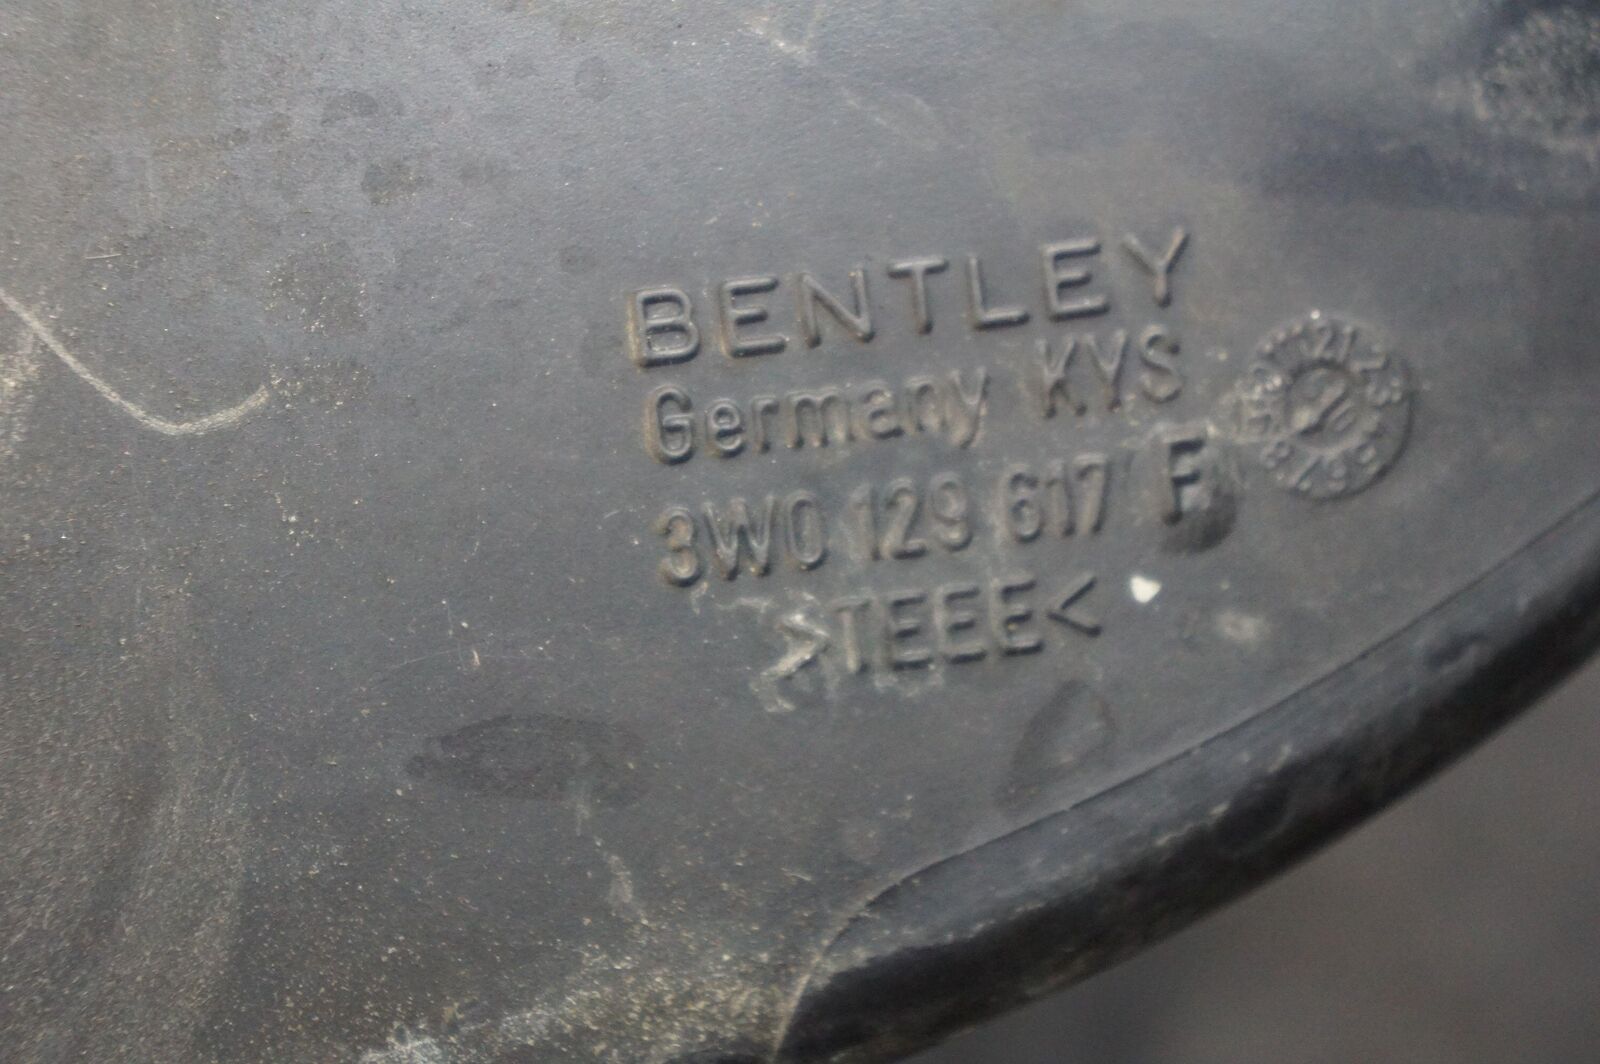 BENTLEY
Germany KYS
3W0 129 617 F
>TEEE<